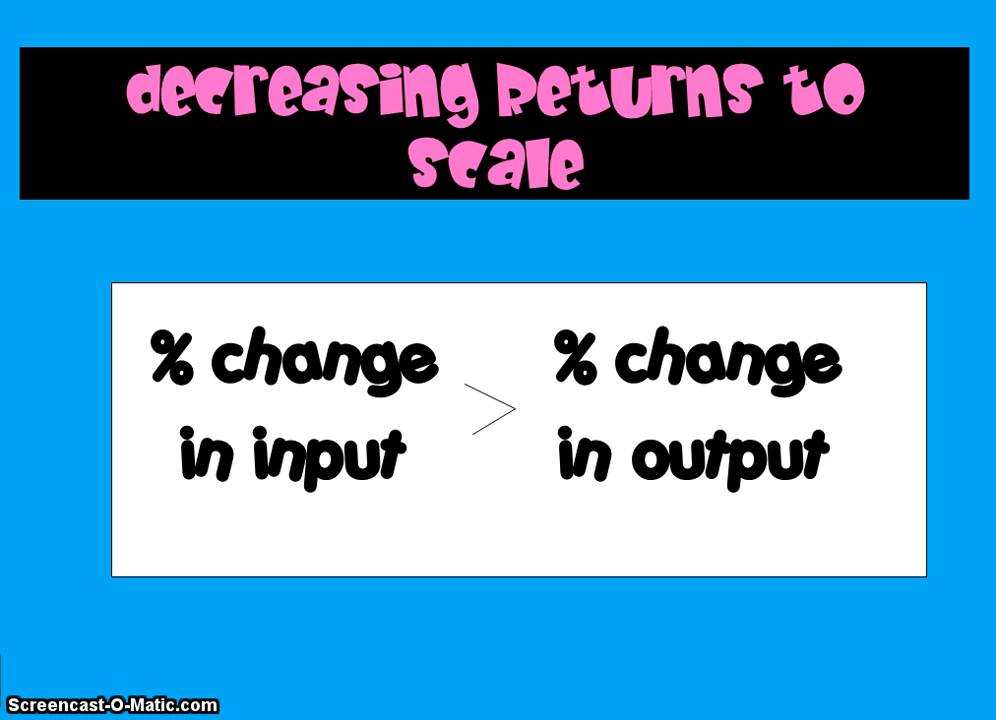 Decreasing Returns to
Scale
% change
in input
>
% change
in output
Screencast-O-Matic.com